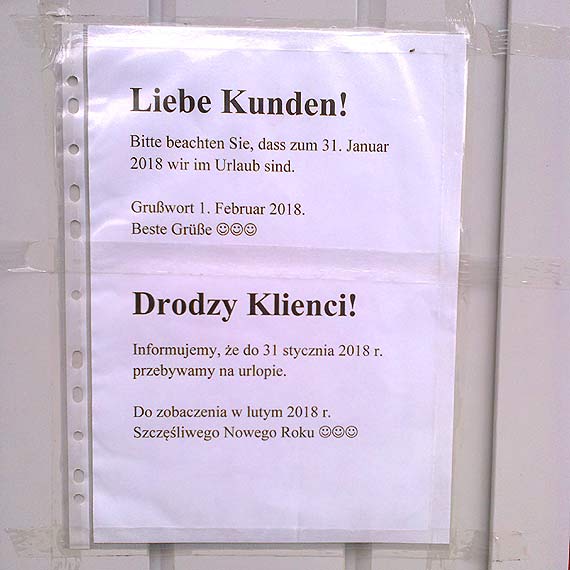 Liebe Kunden!
Bitte beachten Sie, dass zum 31. Januar
2018 wir im Urlaub sind.
Grußwort 1. Februar 2018.
Beste Grüße ☺☺☺
Drodzy Klienci!
Informujemy, że do 31 stycznia 2018 r.
przebywamy na urlopie.
Do zobaczenia w lutym 2018 r.
Szczęśliwego Nowego Roku ☺☺☺